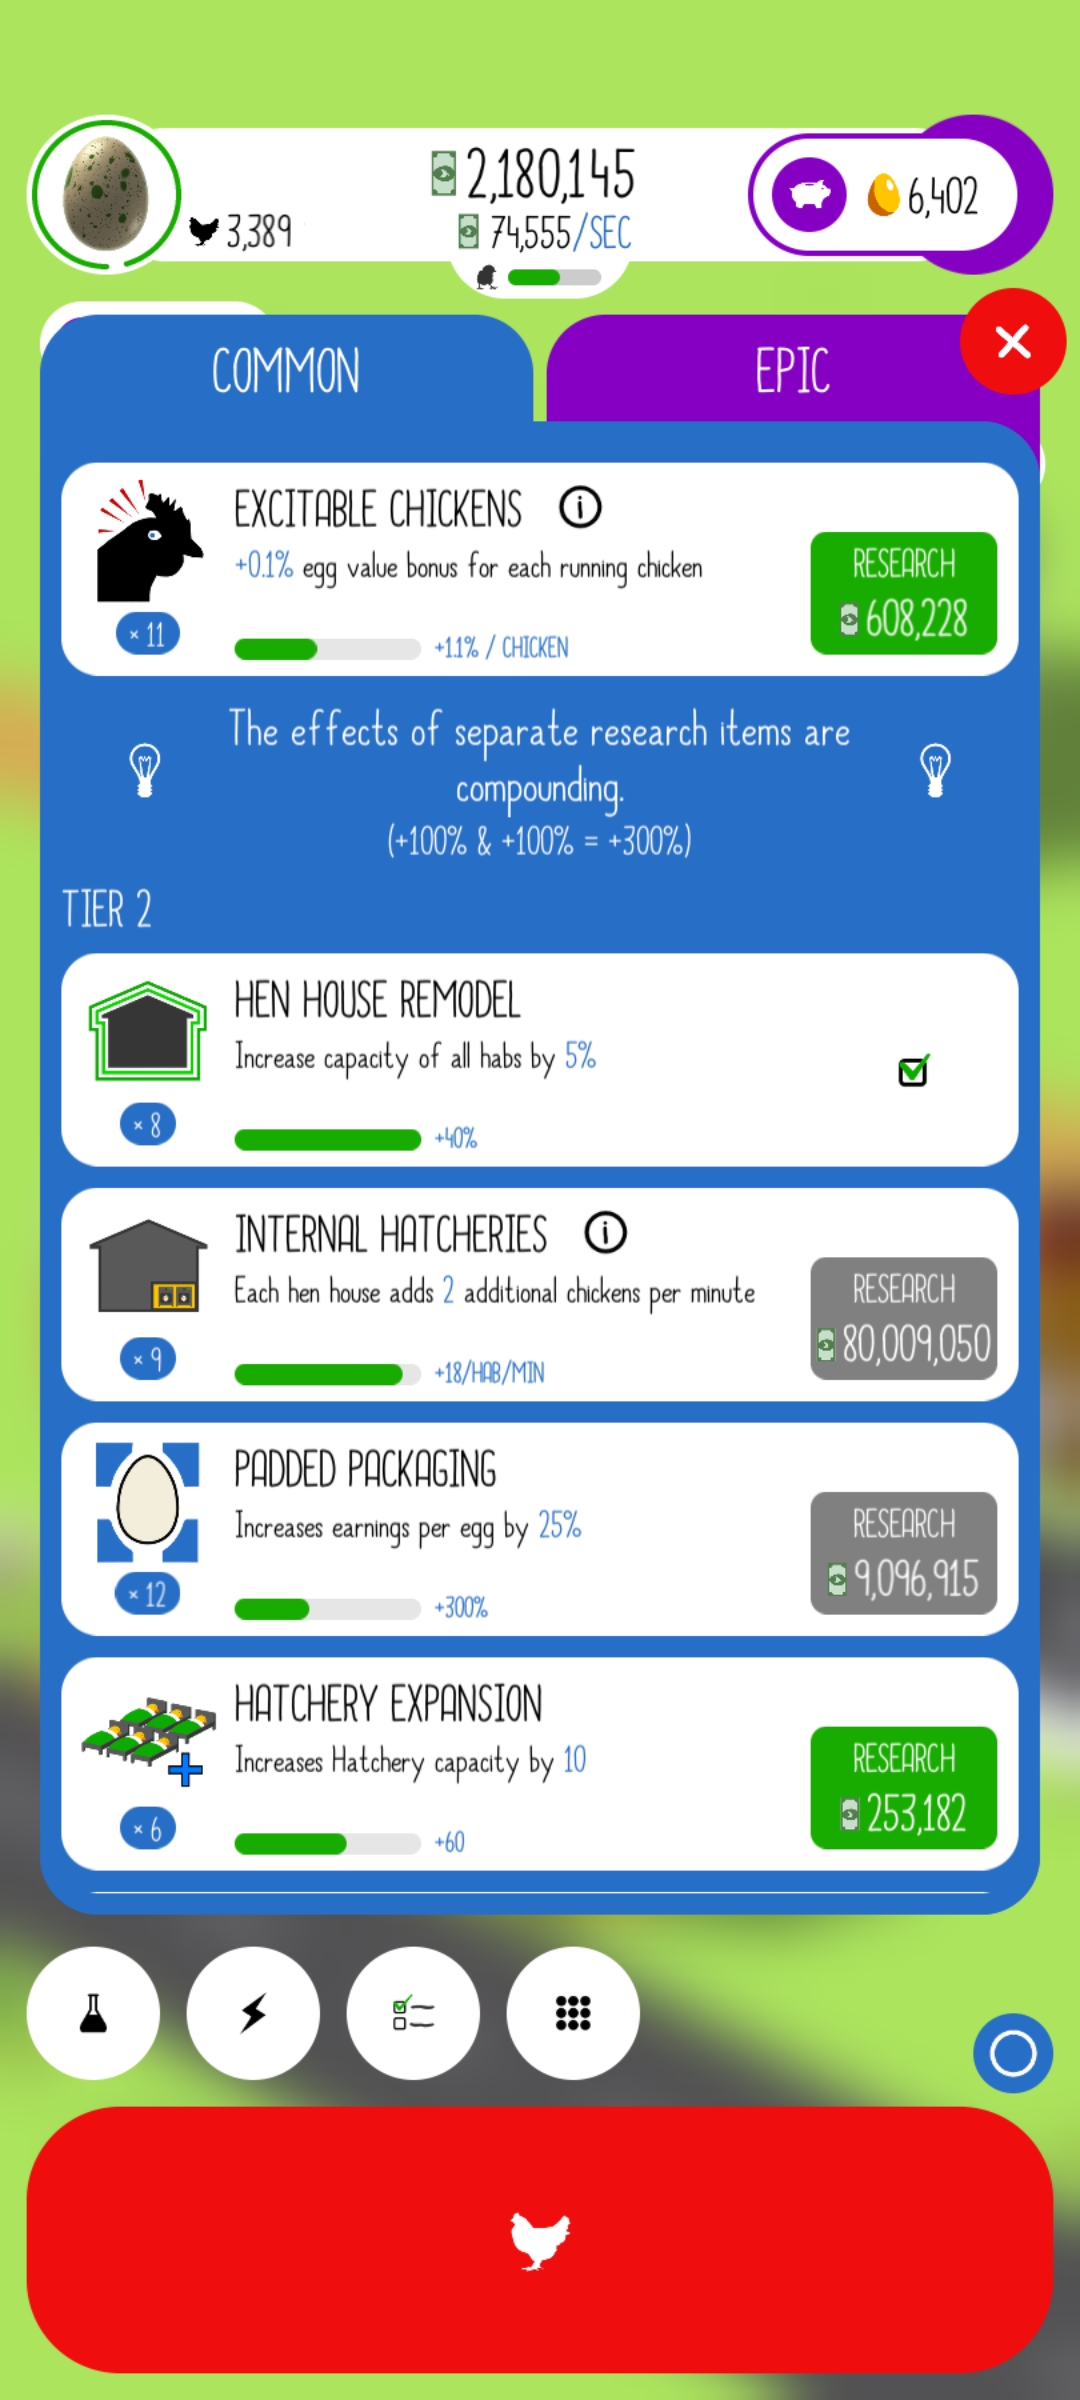 2,180,145
3,389
74,555/SEC
6,402
COMMON
EPIC
EXCITABLE CHICKENS i
+0.1% egg value bonus for each running chicken
× 11
+1.1% / CHICKEN
RESEARCH
608,228
The effects of separate research items are
compounding.
(+100% & +100% = +300%)
TIER 2
HEN HOUSE REMODEL
Increase capacity of all habs by 5%
× 8
+40%
INTERNAL HATCHERIES i
Each hen house adds 2 additional chickens per minute
× 9
+18/HAB/MIN
RESEARCH
80,009,050
PADDED PACKAGING
Increases earnings per egg by 25%
× 12
+300%
RESEARCH
9,096,915
HATCHERY EXPANSION
Increases Hatchery capacity by 10
× 6
+60
RESEARCH
253,182